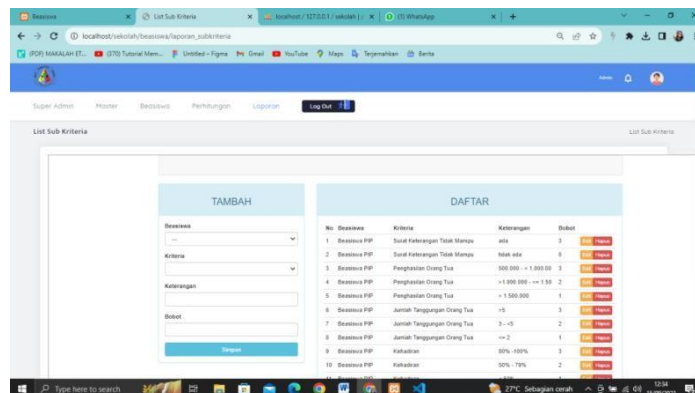 Beasiswa
List Sub Kriteria
localhost / 127.0.0.1 / sekolah |
(1) WhatsApp
localhost/sekolah/beasiswa/laporan_subkriteria
(PDF) MAKALAH ET...
(370) Tutorial Mem...
Untitled – Figma
Gmail
YouTube
Maps
Terjemahkan
Berita
Super Admin
Master
Beasiswa
Perhitungan
Laporan
Log Out
List Sub Kriteria
List Sub Kriteria
TAMBAH
Beasiswa
---
Kriteria
Keterangan
Bobot
Simpan
DAFTAR
No Beasiswa Kriteria Keterangan Bobot
1 Beasiswa PIP Surat Keterangan Tidak Mampu ada 3 Edit Hapus
2 Beasiswa PIP Surat Keterangan Tidak Mampu tidak ada 0 Edit Hapus
3 Beasiswa PIP Penghasilan Orang Tua 500.000 - < 1.000.00 3 Edit Hapus
4 Beasiswa PIP Penghasilan Orang Tua >1.000.000 - <= 1.50 2 Edit Hapus
5 Beasiswa PIP Penghasilan Orang Tua > 1.500.000 1 Edit Hapus
6 Beasiswa PIP Jumlah Tanggungan Orang Tua >5 3 Edit Hapus
7 Beasiswa PIP Jumlah Tanggungan Orang Tua 3 - <5 2 Edit Hapus
8 Beasiswa PIP Jumlah Tanggungan Orang Tua <= 2 1 Edit Hapus
9 Beasiswa PIP Kehadiran 80% -100% 3 Edit Hapus
10 Beasiswa PIP Kehadiran 50% - 79% 2 Edit Hapus
Type here to search
27°C Sebagian cerah
12:34